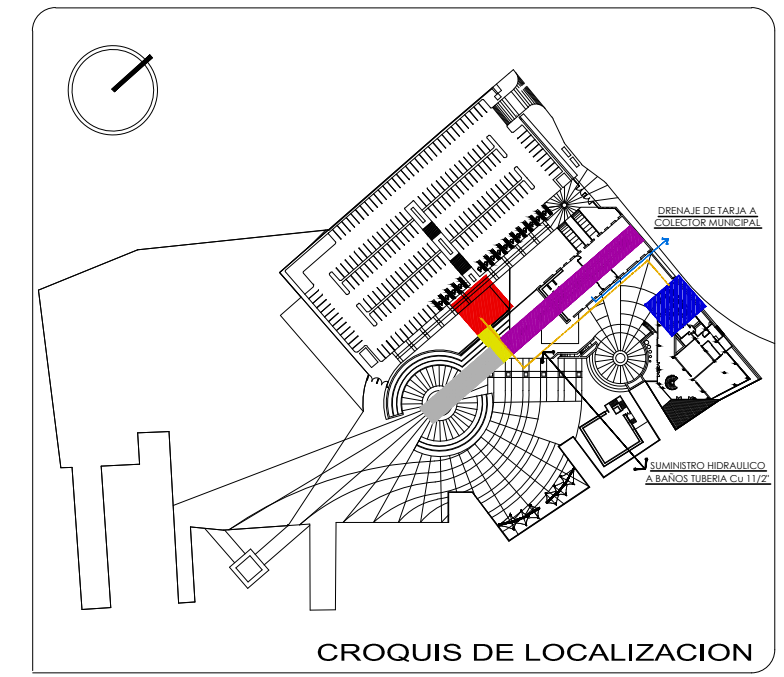 DRENAJE DE TARJA A
COLECTOR MUNICIPAL
SUMINISTRO HIDRAULICO
A BAÑOS TUBERIA Cu 11/2"
CROQUIS DE LOCALIZACION